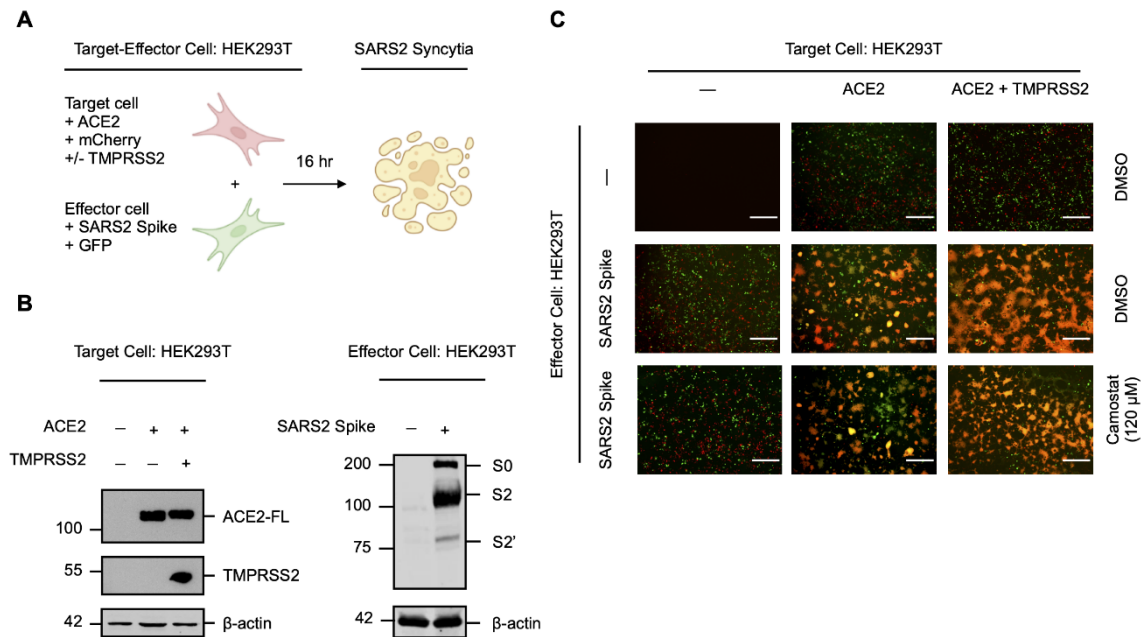 A
Target-Effector Cell: HEK293T
SARS2 Syncytia
Target cell
+ ACE2
+ mCherry
+/- TMPRSS2
+
16 hr
Effector cell
+ SARS2 Spike
+ GFP
B
Target Cell: HEK293T
ACE2 – + +
TMPRSS2 – – +
100
ACE2-FL
55
TMPRSS2
42
β-actin
Effector Cell: HEK293T
SARS2 Spike – +
200
S0
100
S2
75
S2'
42
β-actin
C
Target Cell: HEK293T
— ACE2 ACE2 + TMPRSS2
Effector Cell: HEK293T
—
DMSO
SARS2 Spike
DMSO
SARS2 Spike
Camostat
(120 μM)